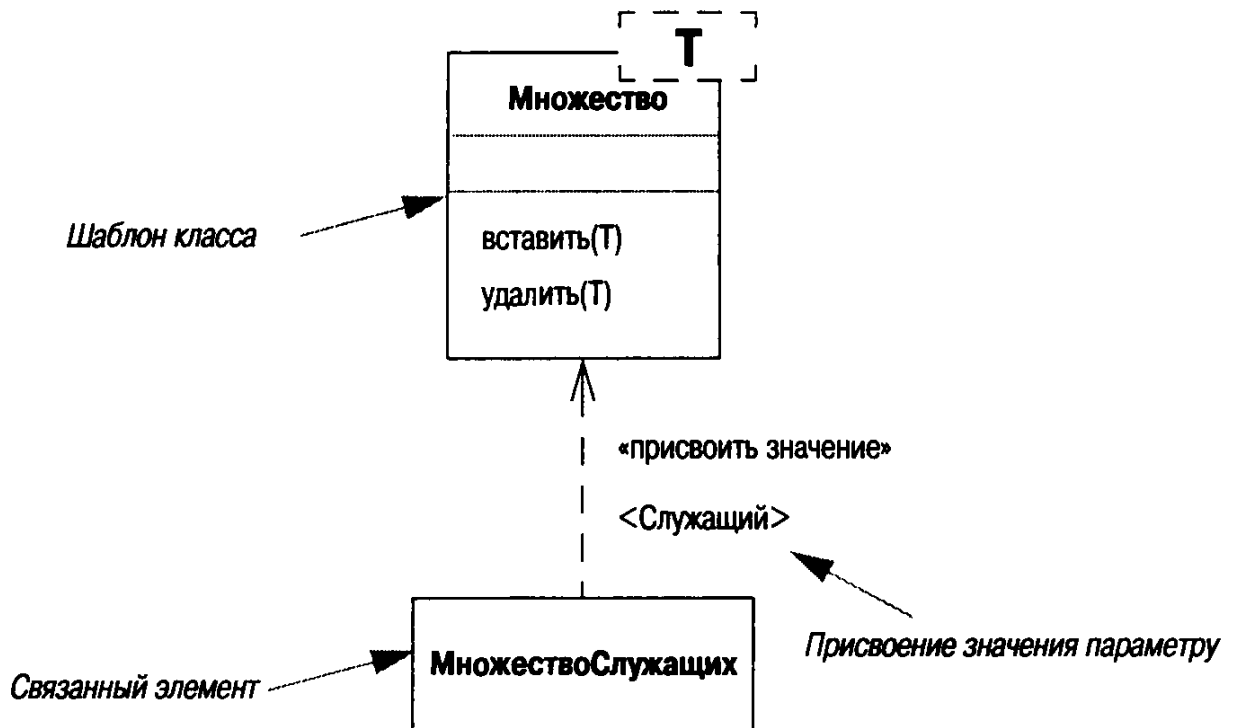 T
Множество
Шаблон класса
вставить(T)
удалить(T)
«присвоить значение»
<Служащий>
Присвоение значения параметру
МножествоСлужащих
Связанный элемент